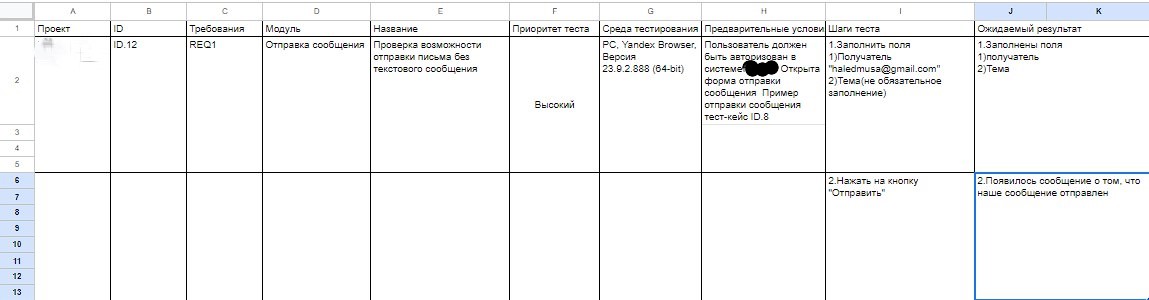 A B C D E F G H I J K
1 Проект ID Требования Модуль Название Приоритет теста Среда тестирования Предварительные услови Шаги теста Ожидаемый результат
2
ID.12
REQ1
Отправка сообщения
Проверка возможности
отправки письма без
текстового сообщения
Высокий
PC, Yandex Browser,
Версия
23.9.2.888 (64-bit)
Пользователь должен
быть авторизован в
системе Открыта
форма отправки
сообщения Пример
отправки сообщения
тест-кейс ID.8
1.Заполнить поля
1)Получатель
"haledmusa@gmail.com"
2)Тема(не обязательное
заполнение)
1.Заполнены поля
1)получатель
2)Тема
3
4
5
6
2.Нажать на кнопку
"Отправить"
2.Появилось сообщение о том, что
наше сообщение отправлен
7
8
9
10
11
12
13